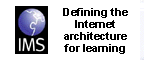 Defining the
Internet
architecture
for learning
IMS